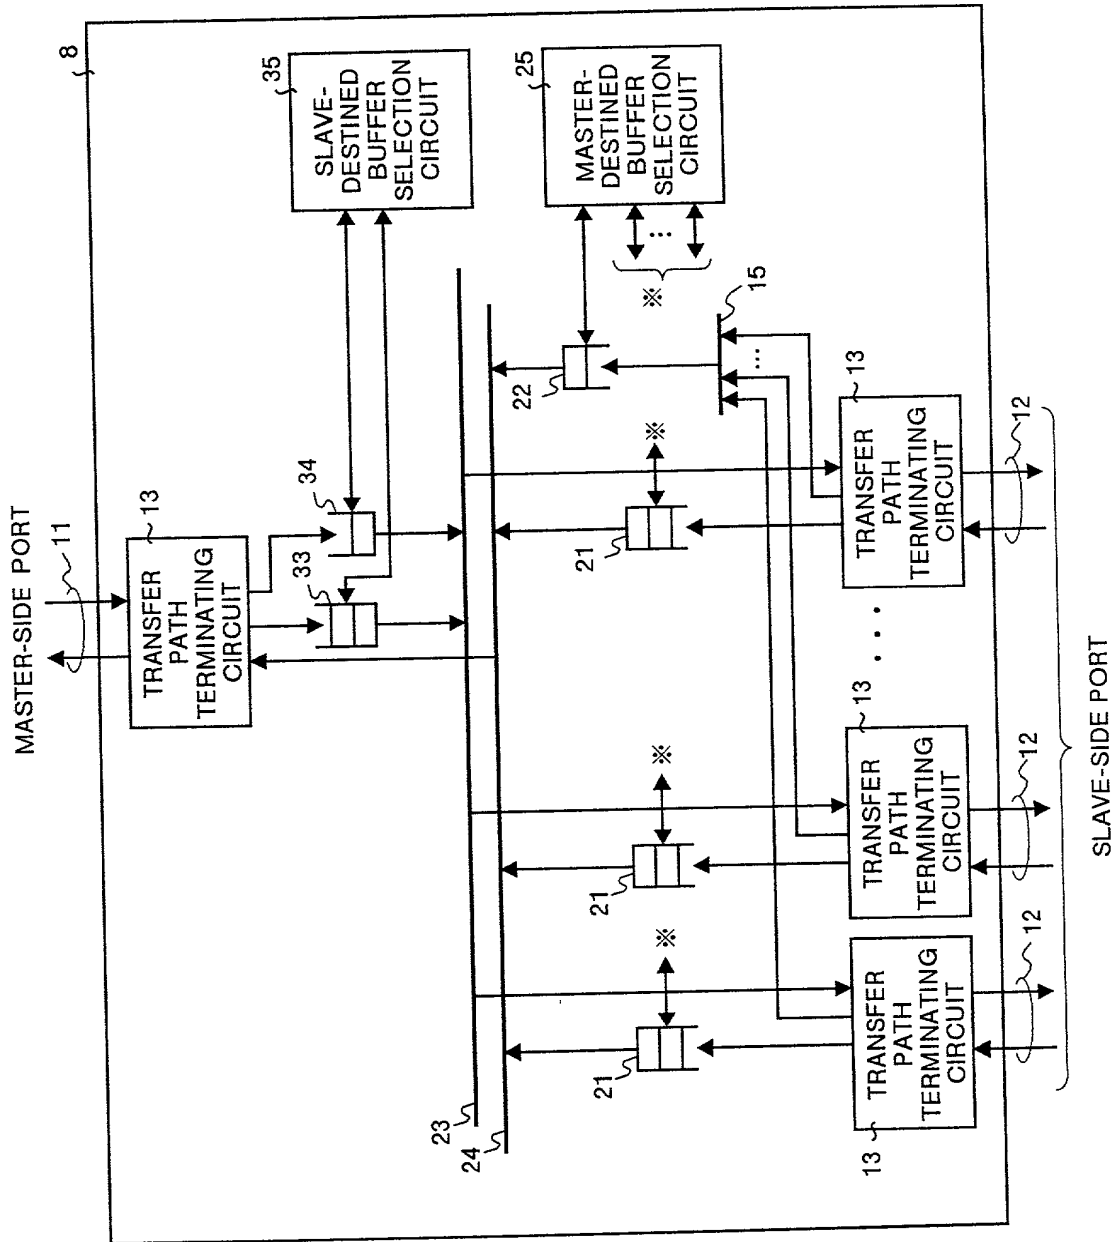 MASTER-SIDE PORT
11
8
13
TRANSFER
PATH
TERMINATING
CIRCUIT
33
34
35
SLAVE-
DESTINED
BUFFER
SELECTION
CIRCUIT
25
MASTER-
DESTINED
BUFFER
SELECTION
CIRCUIT
...
※
23
24
21
※
21
※
21
※
22
15
...
13
TRANSFER
PATH
TERMINATING
CIRCUIT
13
TRANSFER
PATH
TERMINATING
CIRCUIT
....
13
TRANSFER
PATH
TERMINATING
CIRCUIT
12
12
12
SLAVE-SIDE PORT